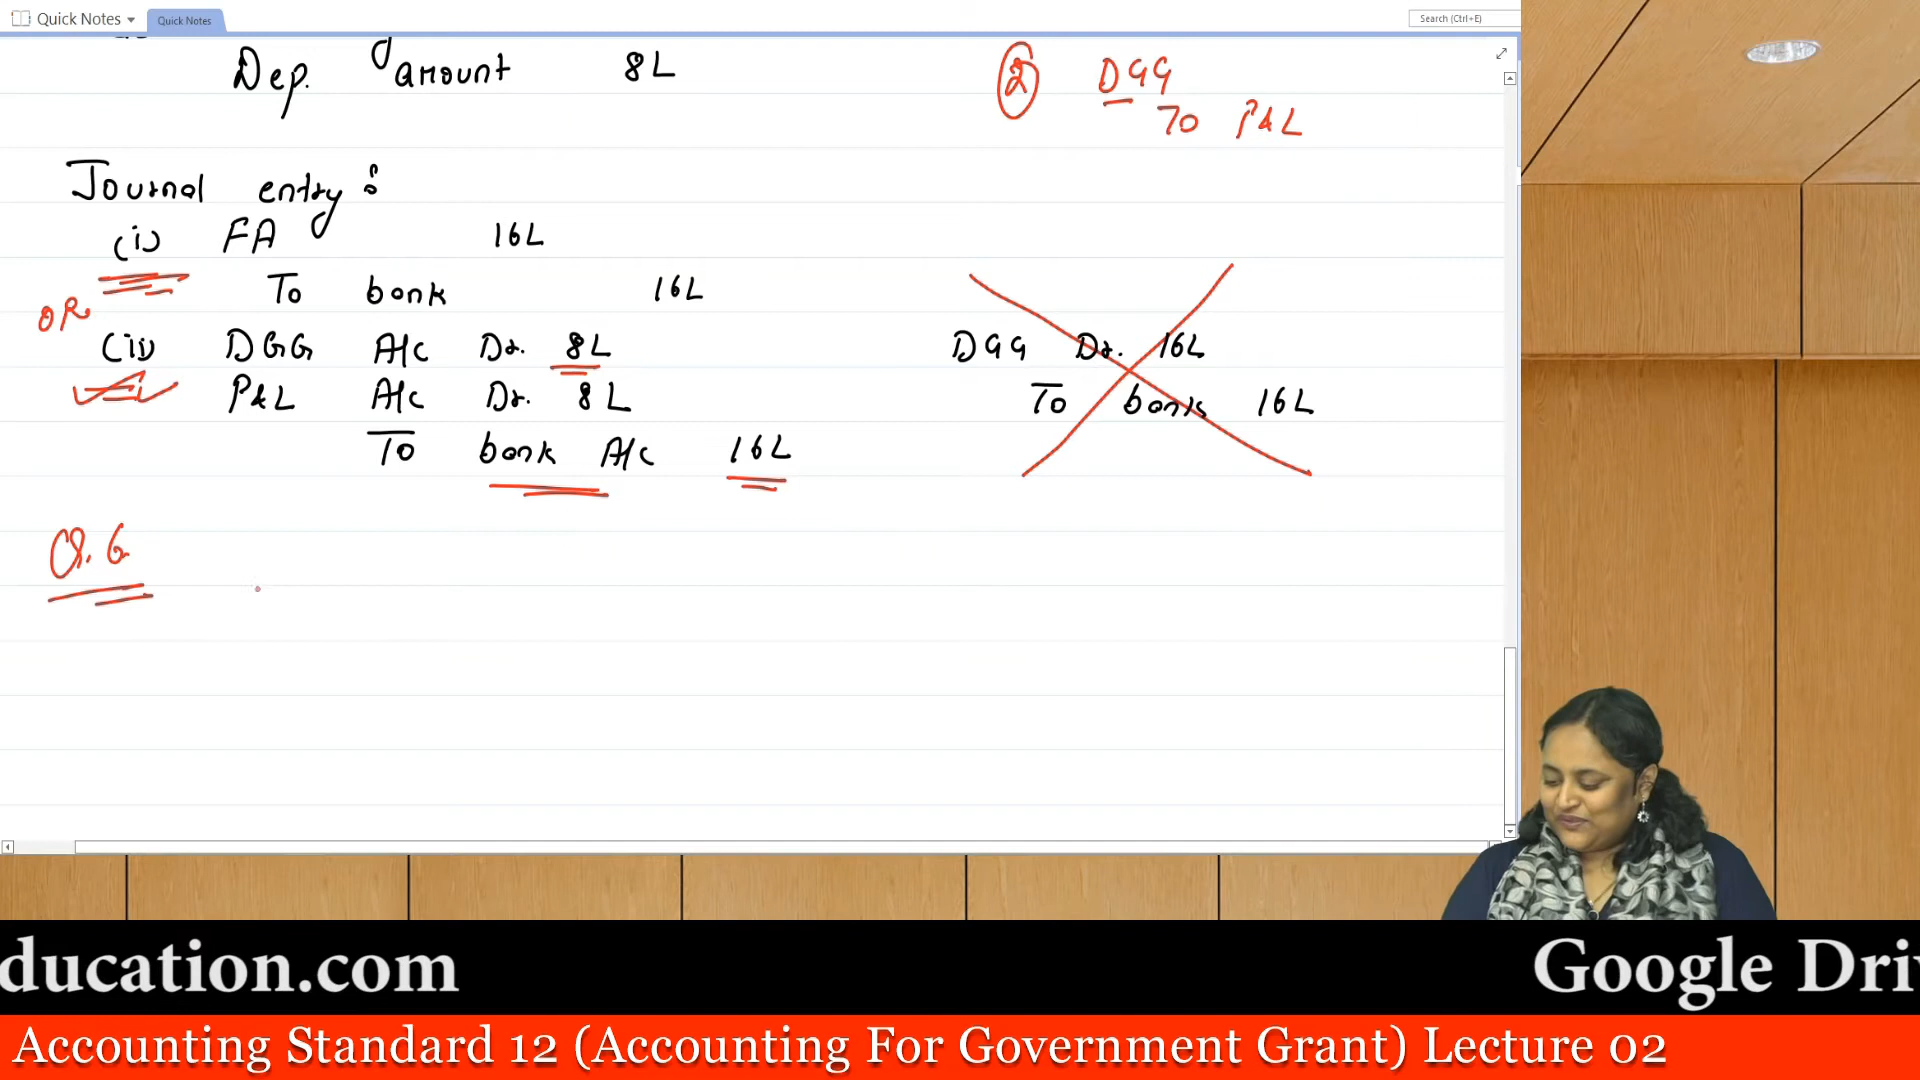 Quick Notes
Quick Notes
Search (Ctrl+E)
Dep. amount 8L
② DGG
To P&L
Journal entry :
(i) FA 16L
To bank 16L
OR
(ii) DGG A/c Dr. 8L
P&L A/c Dr. 8L
To bank A/c 16L
DGG Dr. 16L
To bank 16L
Q. 6
ducation.com
Google Driv
Accounting Standard 12 (Accounting For Government Grant) Lecture 02